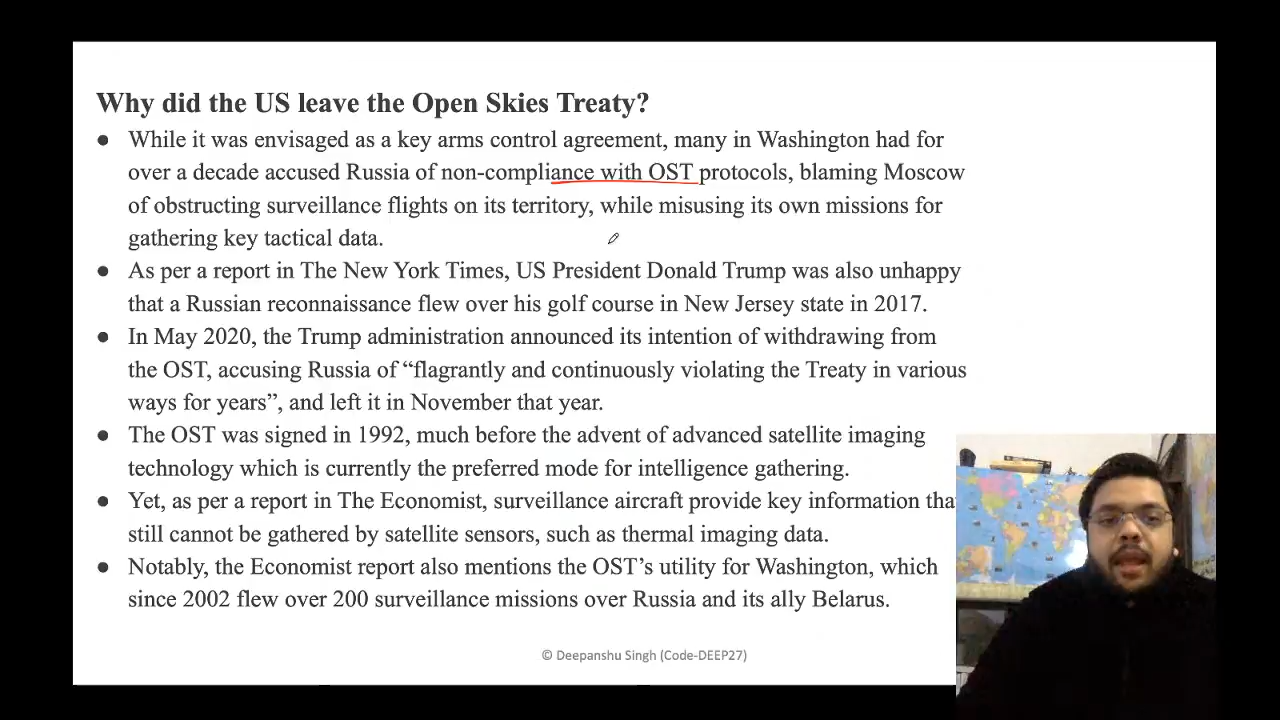 Why did the US leave the Open Skies Treaty?
● While it was envisaged as a key arms control agreement, many in Washington had for
over a decade accused Russia of non-compliance with OST protocols, blaming Moscow
of obstructing surveillance flights on its territory, while misusing its own missions for
gathering key tactical data.
● As per a report in The New York Times, US President Donald Trump was also unhappy
that a Russian reconnaissance flew over his golf course in New Jersey state in 2017.
● In May 2020, the Trump administration announced its intention of withdrawing from
the OST, accusing Russia of “flagrantly and continuously violating the Treaty in various
ways for years”, and left it in November that year.
● The OST was signed in 1992, much before the advent of advanced satellite imaging
technology which is currently the preferred mode for intelligence gathering.
● Yet, as per a report in The Economist, surveillance aircraft provide key information tha
still cannot be gathered by satellite sensors, such as thermal imaging data.
● Notably, the Economist report also mentions the OST’s utility for Washington, which
since 2002 flew over 200 surveillance missions over Russia and its ally Belarus.
© Deepanshu Singh (Code-DEEP27)